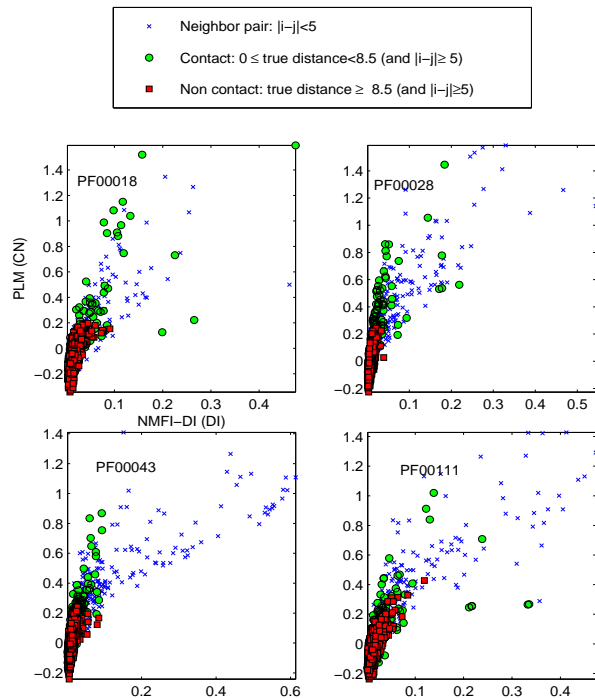 Neighbor pair: |i−j|<5
Contact: 0 ≤ true distance<8.5 (and |i−j|≥ 5)
Non contact: true distance ≥ 8.5 (and |i−j|≥5)
PF00018
PLM (CN)
1.4
1.2
1
0.8
0.6
0.4
0.2
0
−0.2
0.1 0.2 0.3 0.4
NMFI−DI (DI)
PF00028
1.4
1.2
1
0.8
0.6
0.4
0.2
0
−0.2
0.1 0.2 0.3 0.4 0.5
PF00043
1.4
1.2
1
0.8
0.6
0.4
0.2
0
−0.2
0.2 0.4 0.6
PF00111
1.4
1.2
1
0.8
0.6
0.4
0.2
0
−0.2
0.1 0.2 0.3 0.4